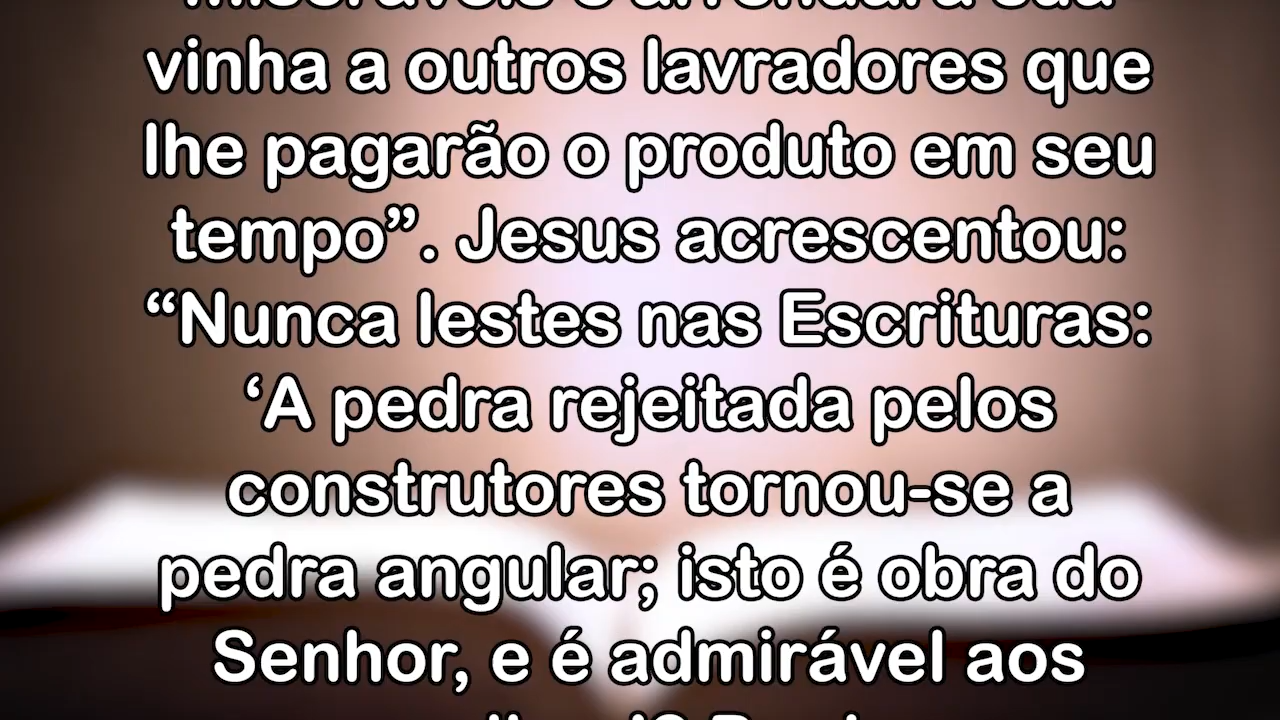 vinha a outros lavradores que
lhe pagarão o produto em seu
tempo”. Jesus acrescentou:
“Nunca lestes nas Escrituras:
‘A pedra rejeitada pelos
construtores tornou-se a
pedra angular; isto é obra do
Senhor, e é admirável aos